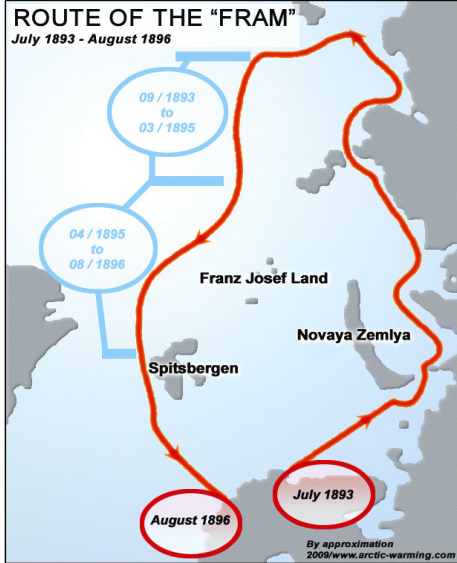 ROUTE OF THE “FRAM”
July 1893 - August 1896
09 / 1893
to
03 / 1895
04 / 1895
to
08 / 1896
Franz Josef Land
Novaya Zemlya
Spitsbergen
July 1893
August 1896
By approximation
2009/www.arctic-warming.com